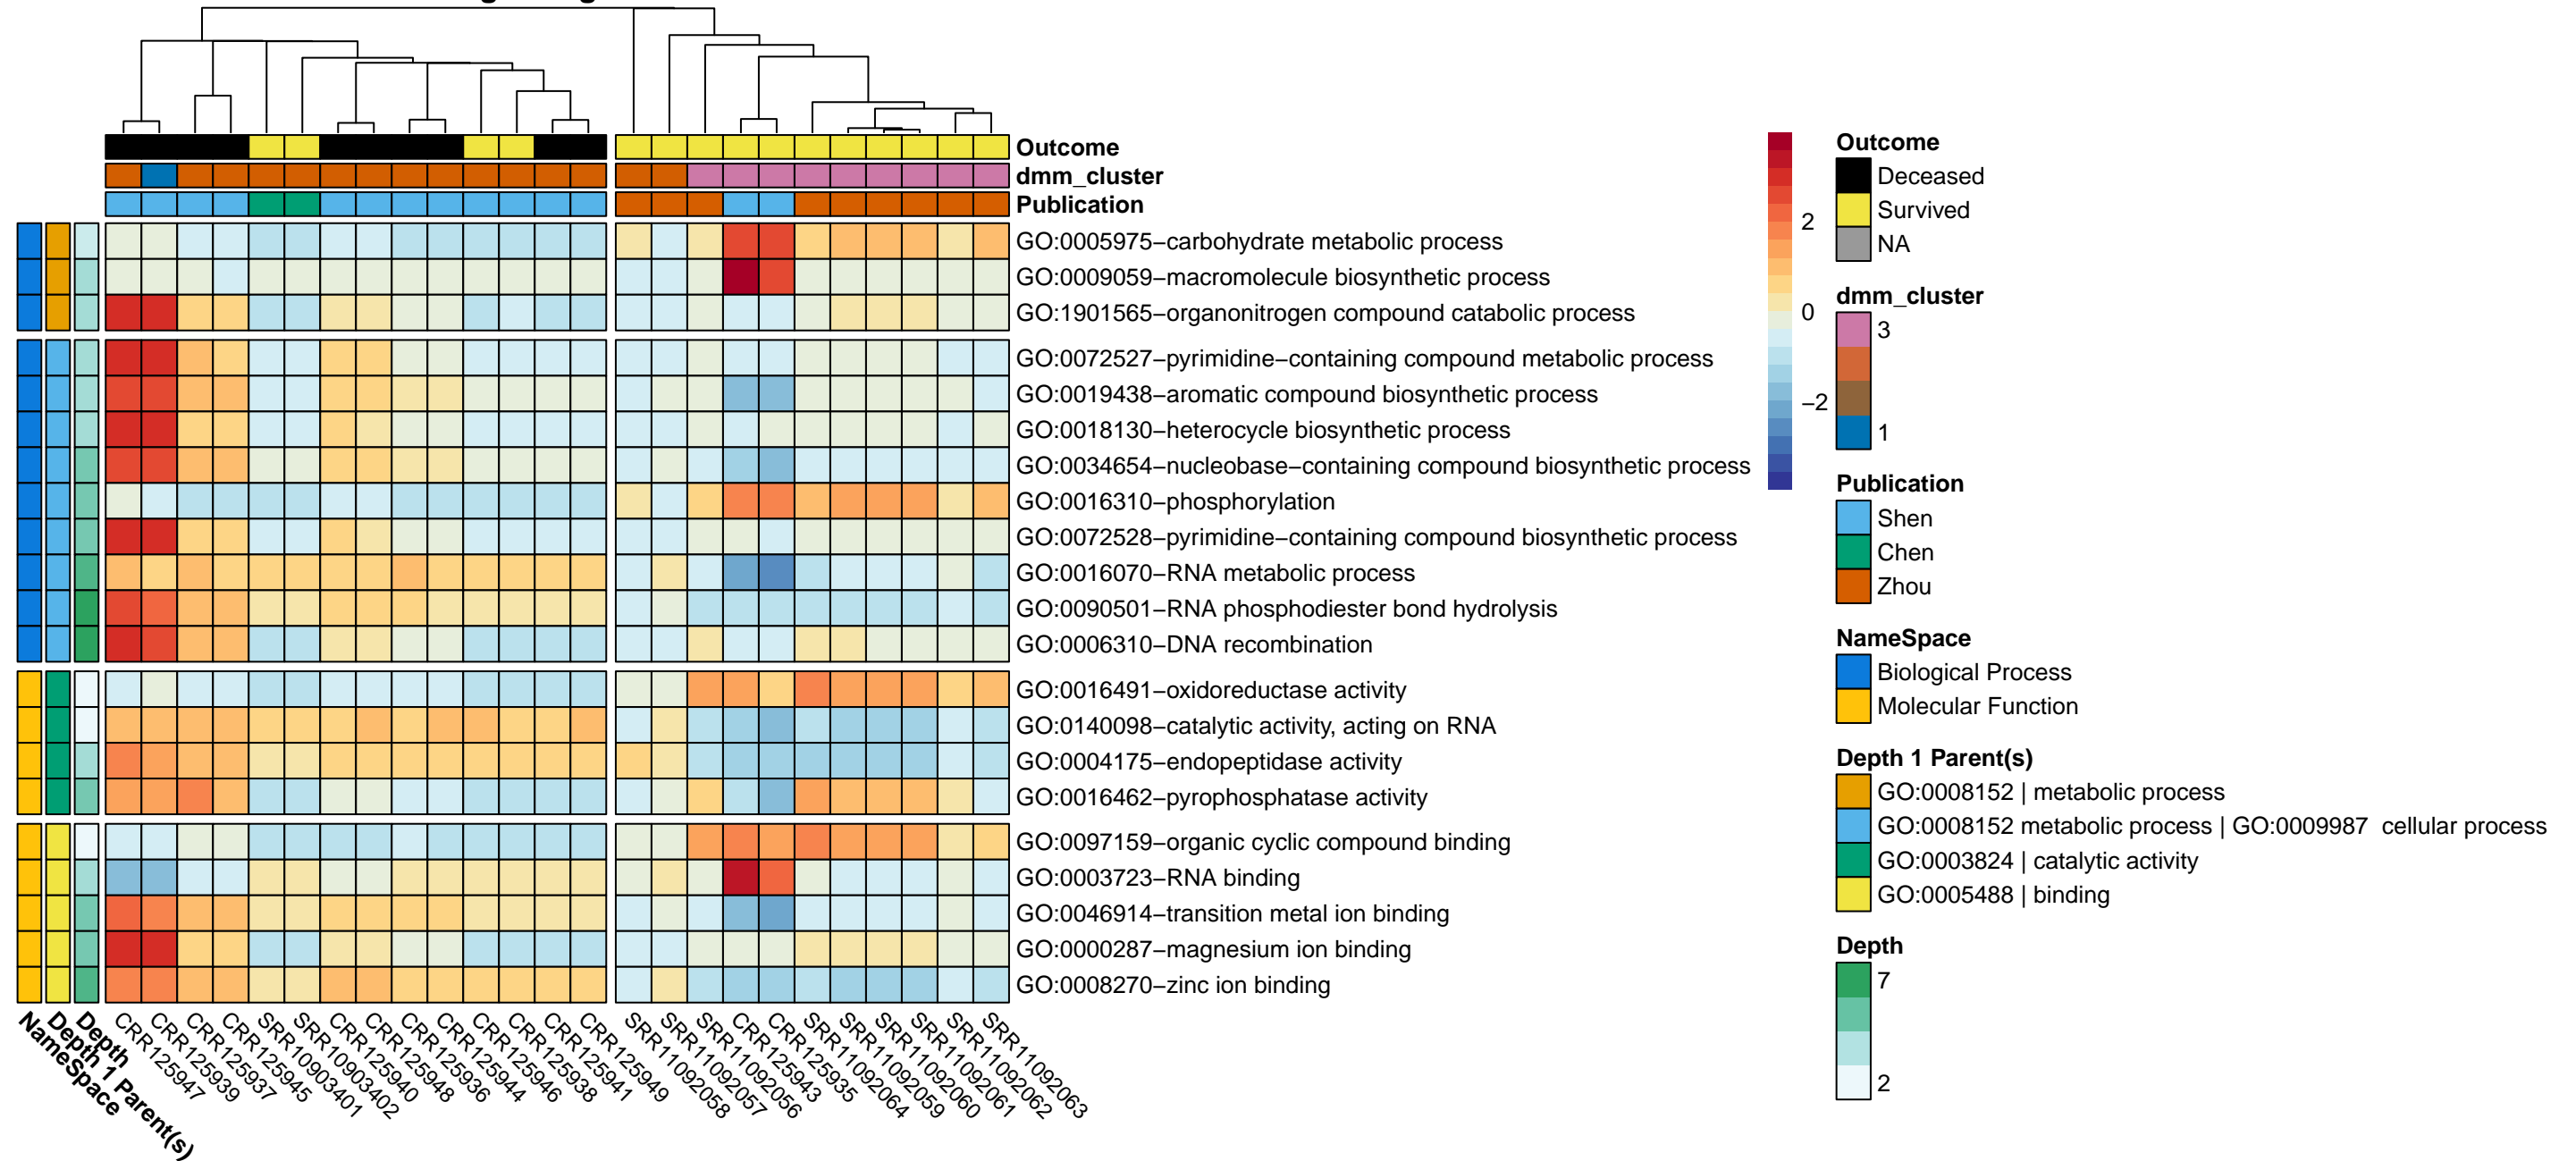 Outcome
dmm_cluster
Publication
GO:0005975−carbohydrate metabolic process
GO:0009059−macromolecule biosynthetic process
GO:1901565−organonitrogen compound catabolic process
GO:0072527−pyrimidine−containing compound metabolic process
GO:0019438−aromatic compound biosynthetic process
GO:0018130−heterocycle biosynthetic process
GO:0034654−nucleobase−containing compound biosynthetic process
GO:0016310−phosphorylation
GO:0072528−pyrimidine−containing compound biosynthetic process
GO:0016070−RNA metabolic process
GO:0090501−RNA phosphodiester bond hydrolysis
GO:0006310−DNA recombination
GO:0016491−oxidoreductase activity
GO:0140098−catalytic activity, acting on RNA
GO:0004175−endopeptidase activity
GO:0016462−pyrophosphatase activity
GO:0097159−organic cyclic compound binding
GO:0003723−RNA binding
GO:0046914−transition metal ion binding
GO:0000287−magnesium ion binding
GO:0008270−zinc ion binding
NameSpace
Depth 1 Parent(s)
Depth
CRR125947
CRR125939
CRR125937
CRR125945
SRR10903401
SRR10903402
CRR125940
CRR125948
CRR125936
CRR125944
CRR125946
CRR125938
CRR125941
CRR125949
SRR11092058
SRR11092057
SRR11092056
CRR125943
CRR125935
SRR11092064
SRR11092059
SRR11092060
SRR11092061
SRR11092062
SRR11092063
2
0
−2
Outcome
Deceased
Survived
NA
dmm_cluster
3
1
Publication
Shen
Chen
Zhou
NameSpace
Biological Process
Molecular Function
Depth 1 Parent(s)
GO:0008152 | metabolic process
GO:0008152 metabolic process | GO:0009987  cellular process
GO:0003824 | catalytic activity
GO:0005488 | binding
Depth
7
2